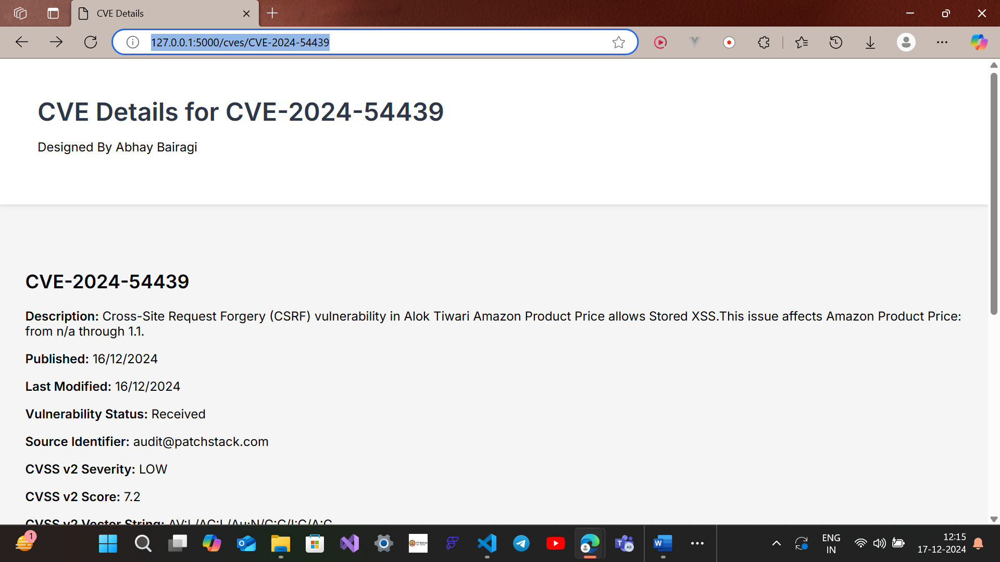 CVE Details
127.0.0.1:5000/cves/CVE-2024-54439
CVE Details for CVE-2024-54439
Designed By Abhay Bairagi
CVE-2024-54439
Description: Cross-Site Request Forgery (CSRF) vulnerability in Alok Tiwari Amazon Product Price allows Stored XSS.This issue affects Amazon Product Price:
from n/a through 1.1.
Published: 16/12/2024
Last Modified: 16/12/2024
Vulnerability Status: Received
Source Identifier: audit@patchstack.com
CVSS v2 Severity: LOW
CVSS v2 Score: 7.2
CVSS v2 Vector String: AV:L/AC:L/Au:N/C:C/I:C/A:C
1
AB
ENG
IN
12:15
17-12-2024